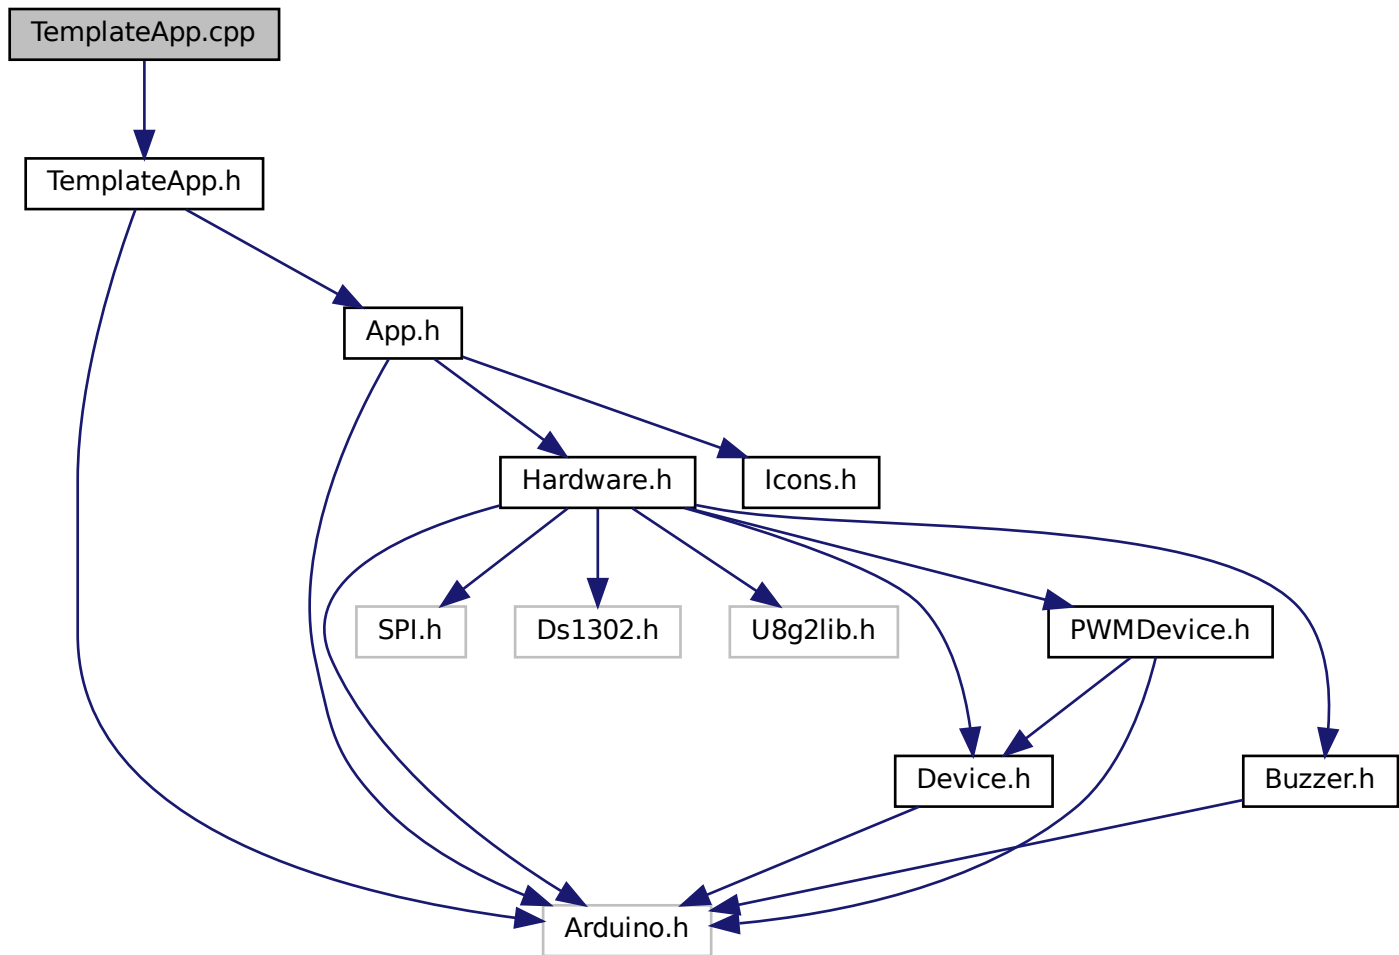 TemplateApp.cpp
TemplateApp.h
App.h
Hardware.h
Icons.h
SPI.h
Ds1302.h
U8g2lib.h
PWMDevice.h
Device.h
Buzzer.h
Arduino.h